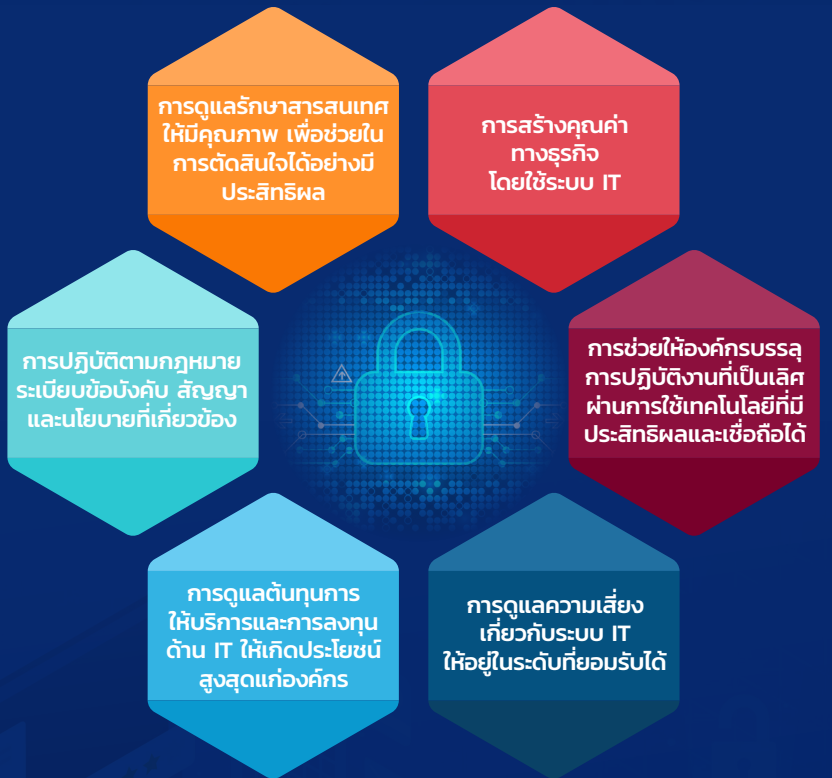 การดูแลรักษาสารสนเทศ
ให้มีคุณภาพ เพื่อช่วยใน
การตัดสินใจได้อย่างมี
ประสิทธิผล
การสร้างคุณค่า
ทางธุรกิจ
โดยใช้ระบบ IT
การปฏิบัติตามกฎหมาย
ระเบียบข้อบังคับ สัญญา
และนโยบายที่เกี่ยวข้อง
การช่วยให้องค์กรบรรลุ
การปฏิบัติงานที่เป็นเลิศ
ผ่านการใช้เทคโนโลยีที่มี
ประสิทธิผลและเชื่อถือได้
การดูแลต้นทุนการ
ให้บริการและการลงทุน
ด้าน IT ให้เกิดประโยชน์
สูงสุดแก่องค์กร
การดูแลความเสี่ยง
เกี่ยวกับระบบ IT
ให้อยู่ในระดับที่ยอมรับได้